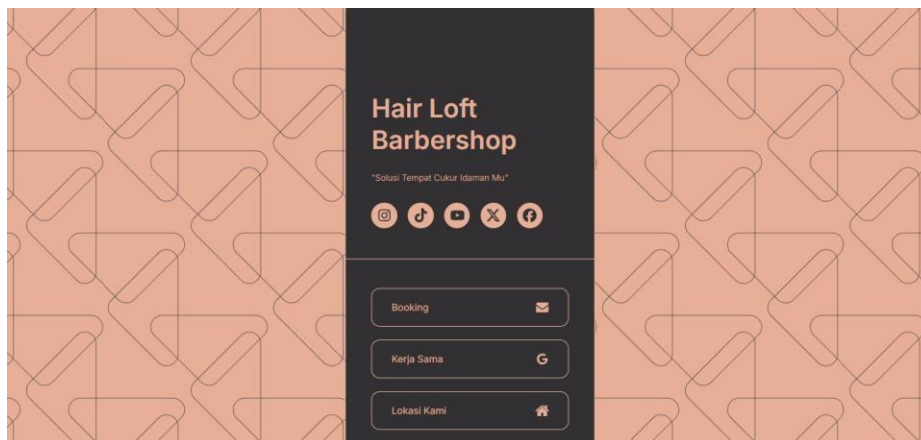 Hair Loft
Barbershop
"Solusi Tempat Cukur Idaman Mu"
Booking
Kerja Sama
Lokasi Kami